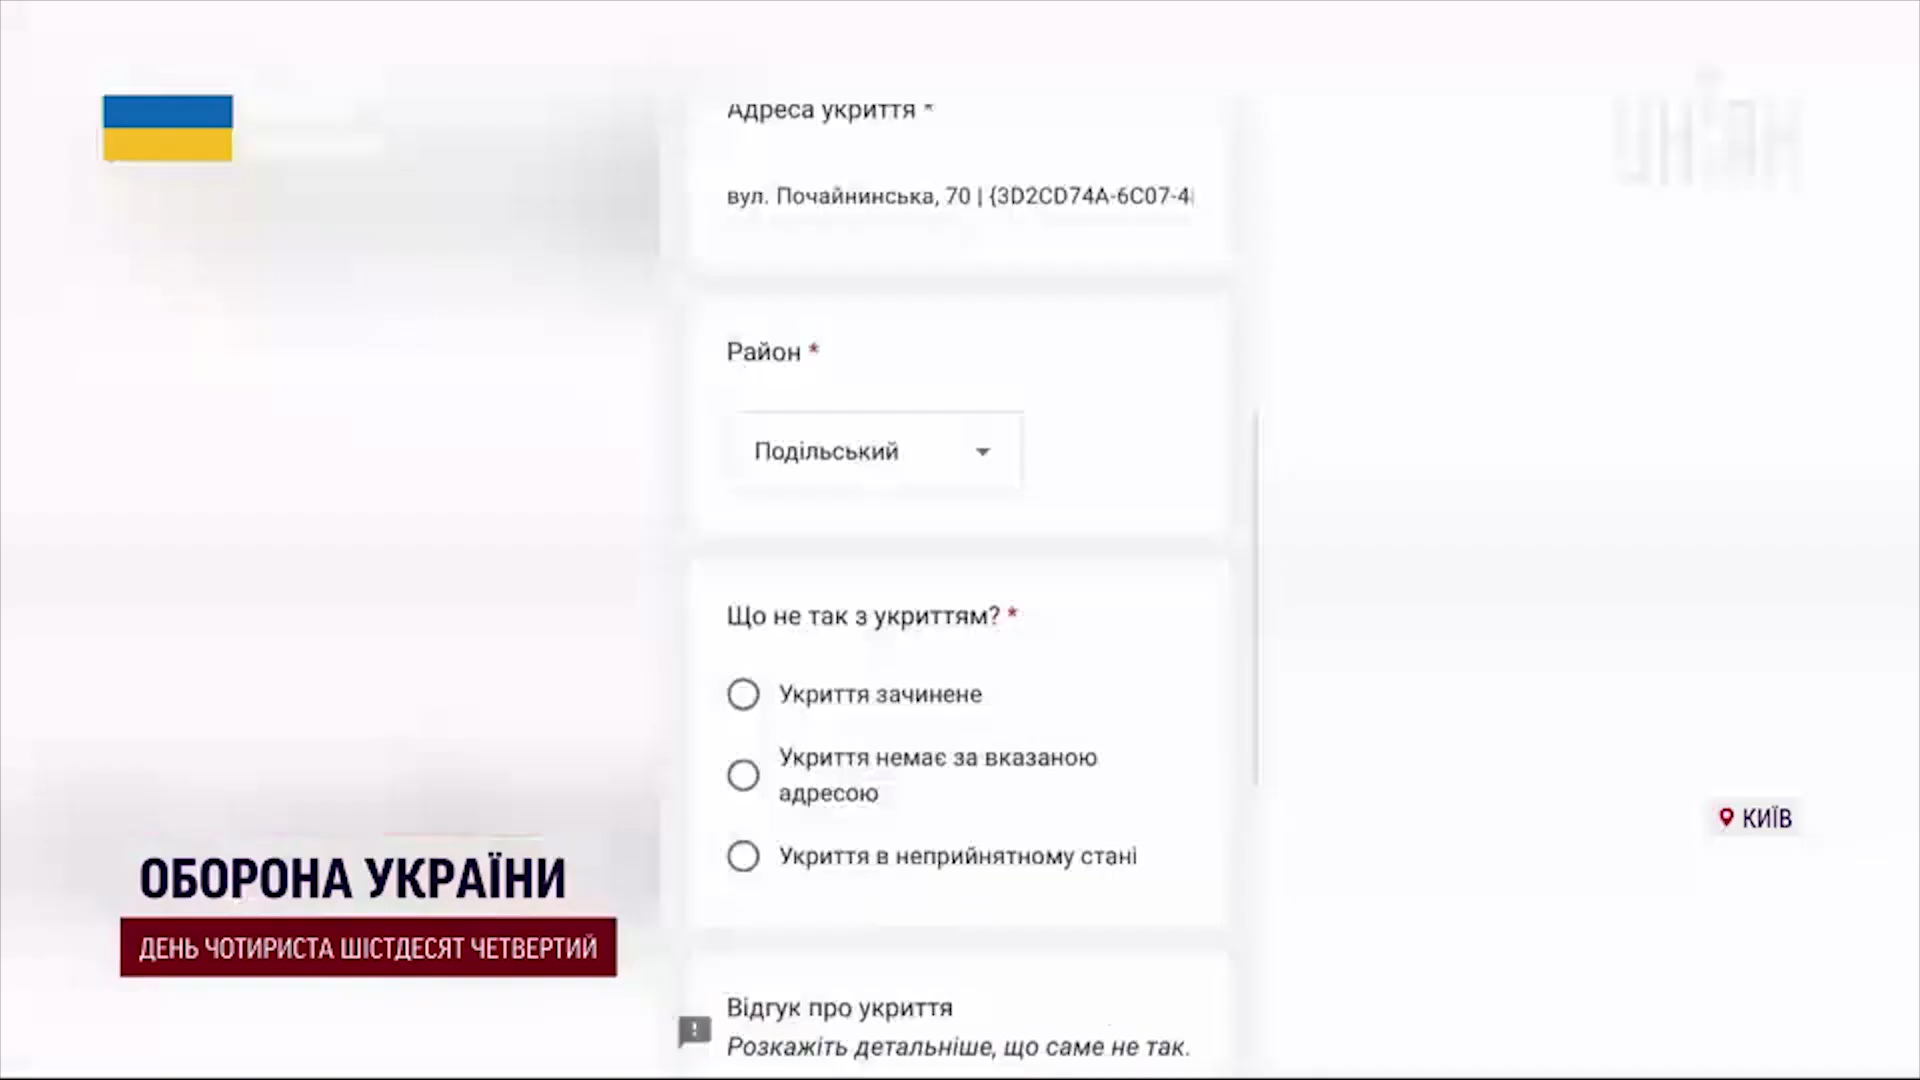 Адреса укриття *
уніан
вул. Почайнинська, 70 | {3D2CD74A-6C07-4
Район *
Подільський
Що не так з укриттям? *
Укриття зачинене
Укриття немає за вказаною
адресою
Укриття в неприйнятному стані
КИЇВ
ОБОРОНА УКРАЇНИ
ДЕНЬ ЧОТИРИСТА ШІСТДЕСЯТ ЧЕТВЕРТИЙ
Відгук про укриття
Розкажіть детальніше, що саме не так.